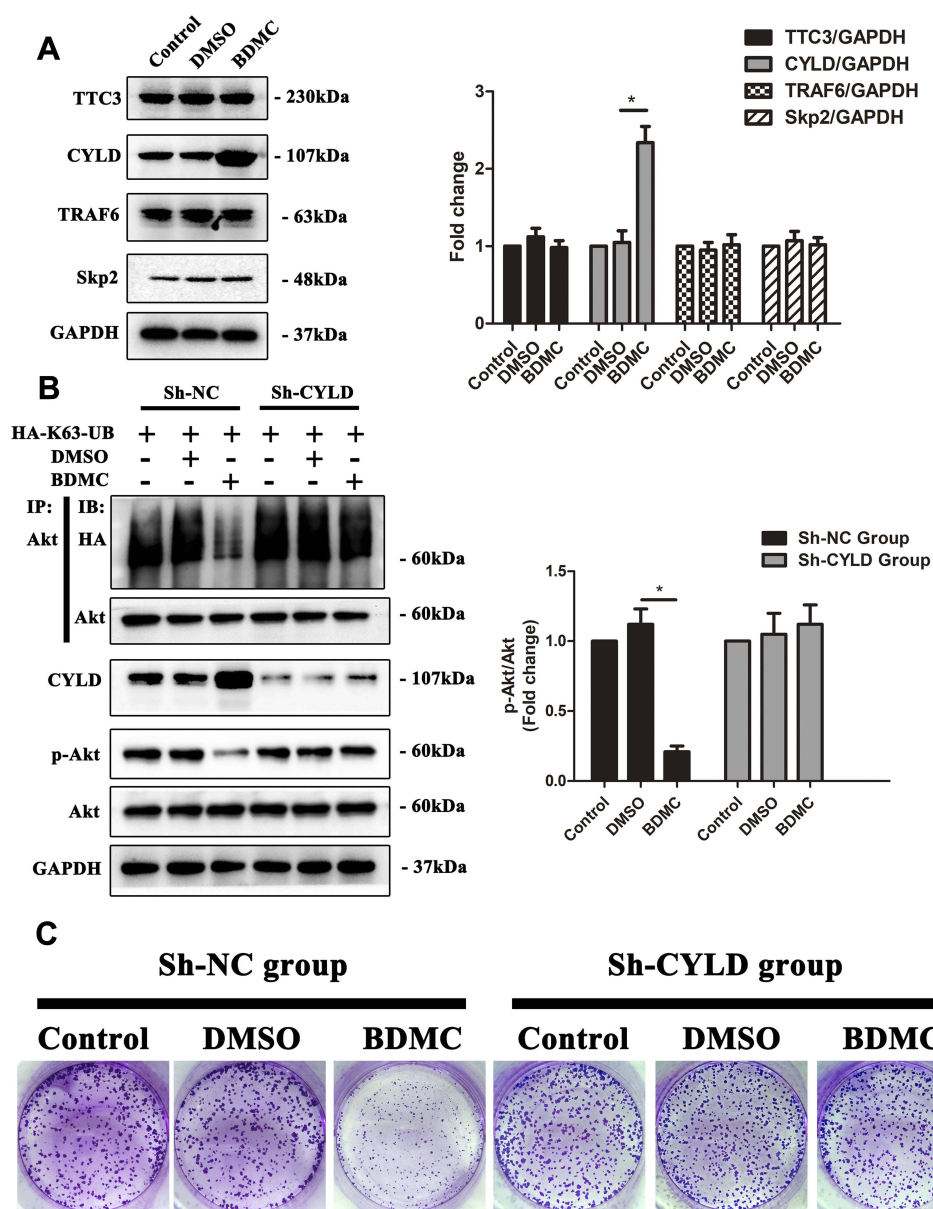 A
Control
DMSO
BDMC
TTC3
- 230kDa
CYLD
- 107kDa
TRAF6
- 63kDa
Skp2
- 48kDa
GAPDH
- 37kDa
TTC3/GAPDH
CYLD/GAPDH
TRAF6/GAPDH
Skp2/GAPDH
Fold change
3
2
1
0
*
Control
DMSO
BDMC
Control
DMSO
BDMC
Control
DMSO
BDMC
Control
DMSO
BDMC
B
Sh-NC Sh-CYLD
HA-K63-UB + + + + + +
DMSO - + - - + -
BDMC - - + - - +
IP: IB:
Akt HA
- 60kDa
Akt - 60kDa
CYLD - 107kDa
p-Akt - 60kDa
Akt - 60kDa
GAPDH - 37kDa
Sh-NC Group
Sh-CYLD Group
p-Akt/Akt
(Fold change)
1.5
1.0
0.5
0.0
*
Control
DMSO
BDMC
Control
DMSO
BDMC
C
Sh-NC group Sh-CYLD group
Control DMSO BDMC Control DMSO BDMC